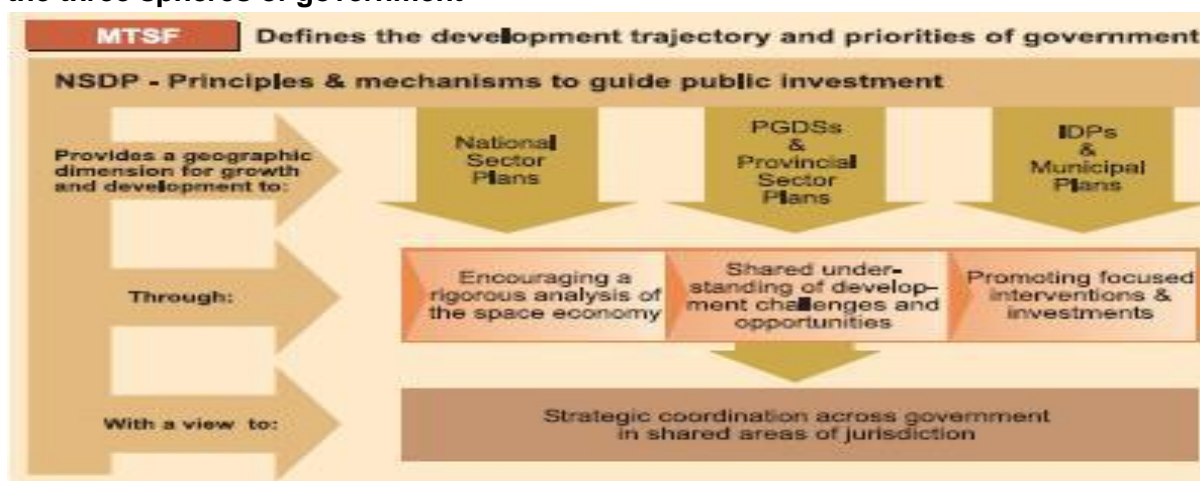 the three spheres of government
MTSF
Defines the development trajectory and priorities of government
NSDP - Principles & mechanisms to guide public investment
Provides a geographic
dimension for growth
and development to:
National
Sector
Plans
PGDSs
&
Provincial
Sector
Plans
IDPs
&
Municipal
Plans
Through:
Encouraging a
rigorous analysis of
the space economy
Shared under-
standing of develop-
ment challenges and
opportunities
Promoting focused
interventions &
investments
With a view to:
Strategic coordination across government
in shared areas of jurisdiction